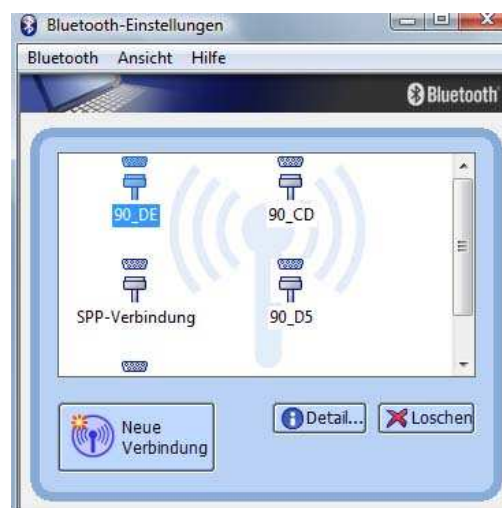 Bluetooth-Einstellungen
Bluetooth Ansicht Hilfe
Bluetooth
90_DE 90_CD
SPP-Verbindung 90_D5
Neue Verbindung
Detail... Loschen